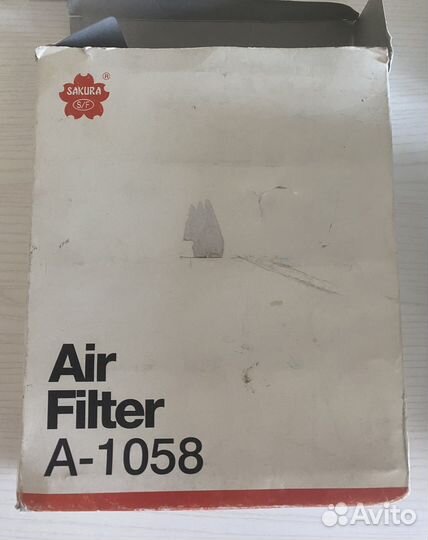 SAKURA ®
S/F
Air
Filter
A-1058
Avito